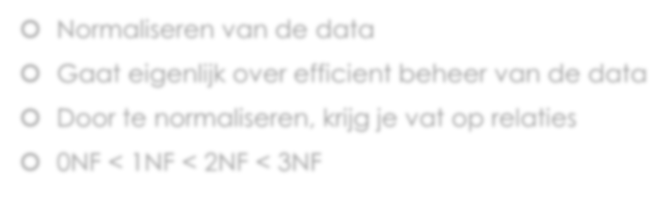 Normaliseren van de data
Gaat eigenlijk over efficient beheer van de data
Door te normaliseren, krijg je vat op relaties
0NF < 1NF < 2NF < 3NF